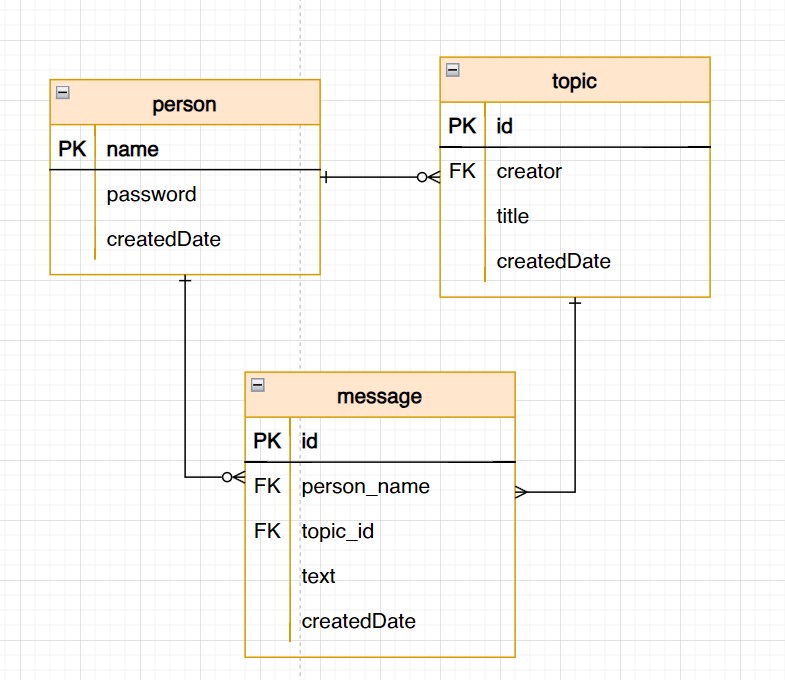 person
PK name
password
createdDate
topic
PK id
FK creator
title
createdDate
message
PK id
FK person_name
FK topic_id
text
createdDate